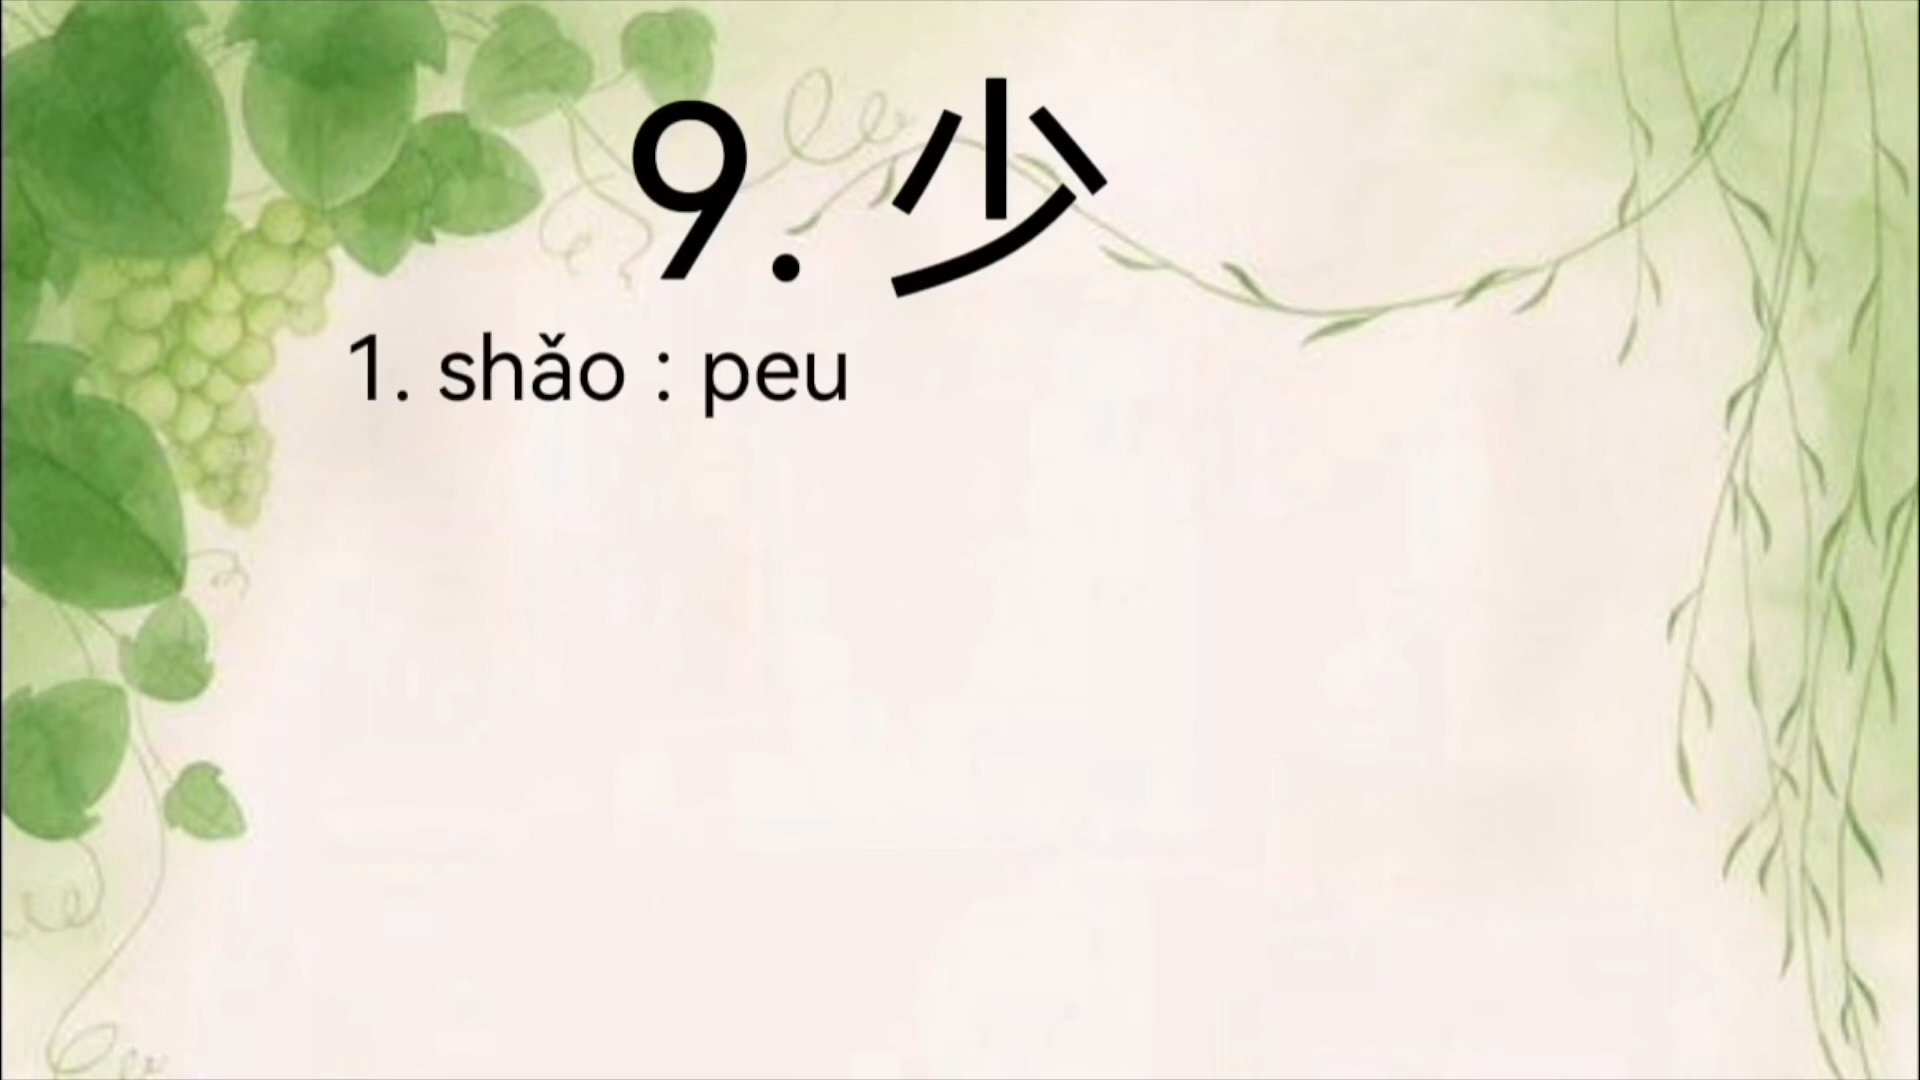 9. 少
1. shǎo : peu